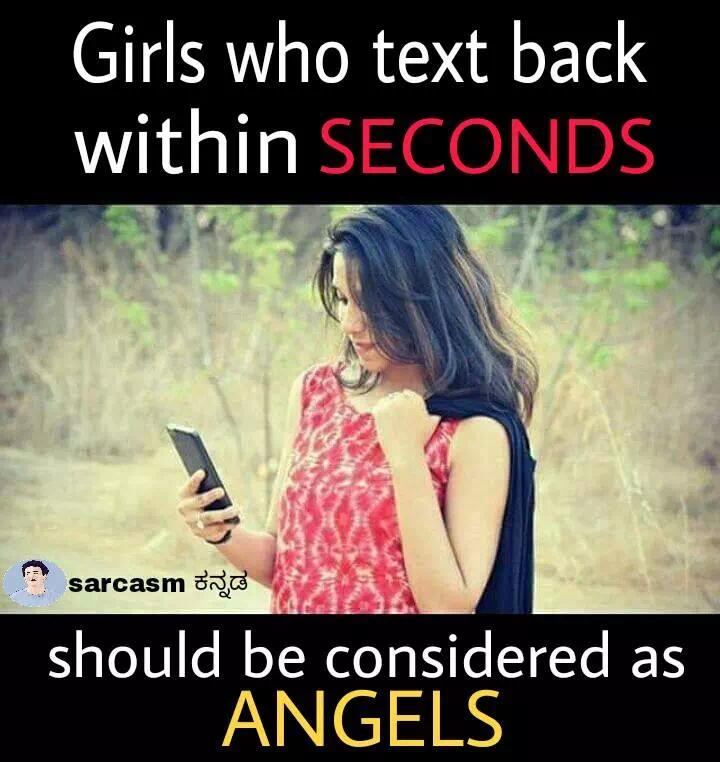 Girls who text back
within SECONDS
sarcasm ಕನ್ನಡ
should be considered as
ANGELS